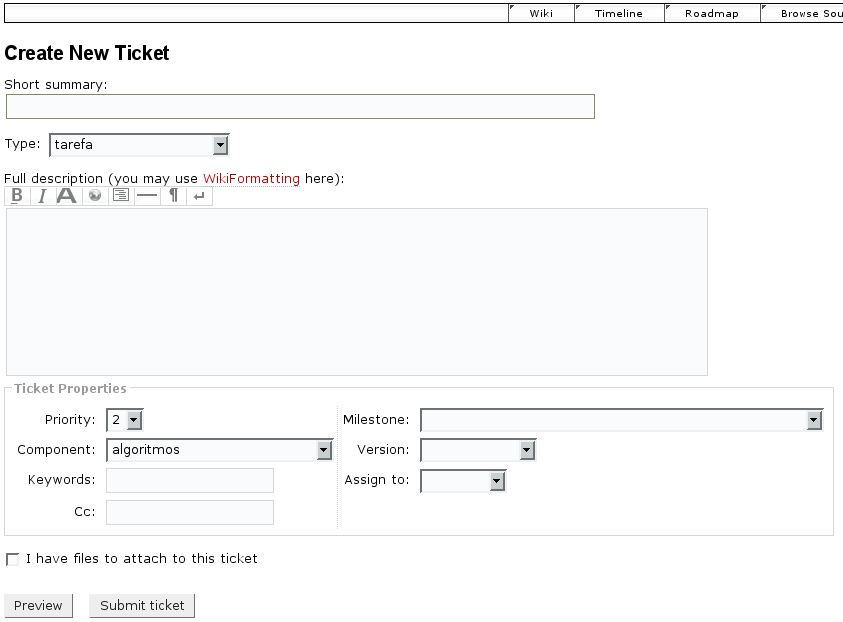 Wiki Timeline Roadmap Browse Sou
Create New Ticket
Short summary:
Type: tarefa
Full description (you may use WikiFormatting here):
B I A ¶ ↵
Ticket Properties
Priority: 2 Milestone:
Component: algoritmos Version:
Keywords: Assign to:
Cc:
I have files to attach to this ticket
Preview Submit ticket